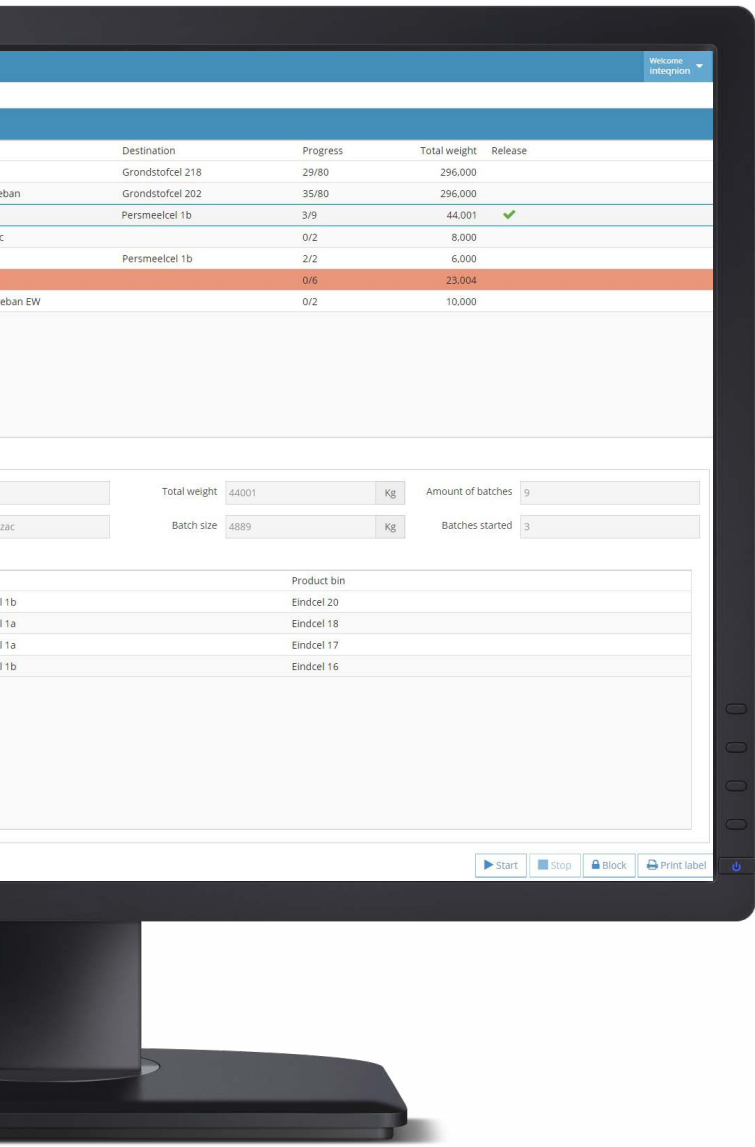 Welcome
inteqnion
Destination Progress Total weight Release
Grondstofcel 218 29/80 296,000
eban Grondstofcel 202 35/80 296,000
Persmeelcel 1b 3/9 44,001
c 0/2 8,000
Persmeelcel 1b 2/2 6,000
0/6 23,004
eban EW 0/2 10,000
Total weight 44001 Kg Amount of batches 9
zac Batch size 4889 Kg Batches started 3
Product bin
l 1b Eindcel 20
l 1a Eindcel 18
l 1a Eindcel 17
l 1b Eindcel 16
Start Stop Block Print label